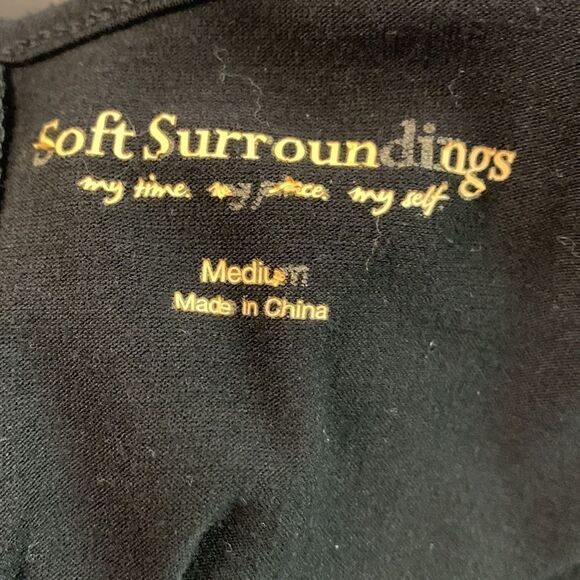 Soft Surroundings
my time. my place. my self.
Medium
Made in China